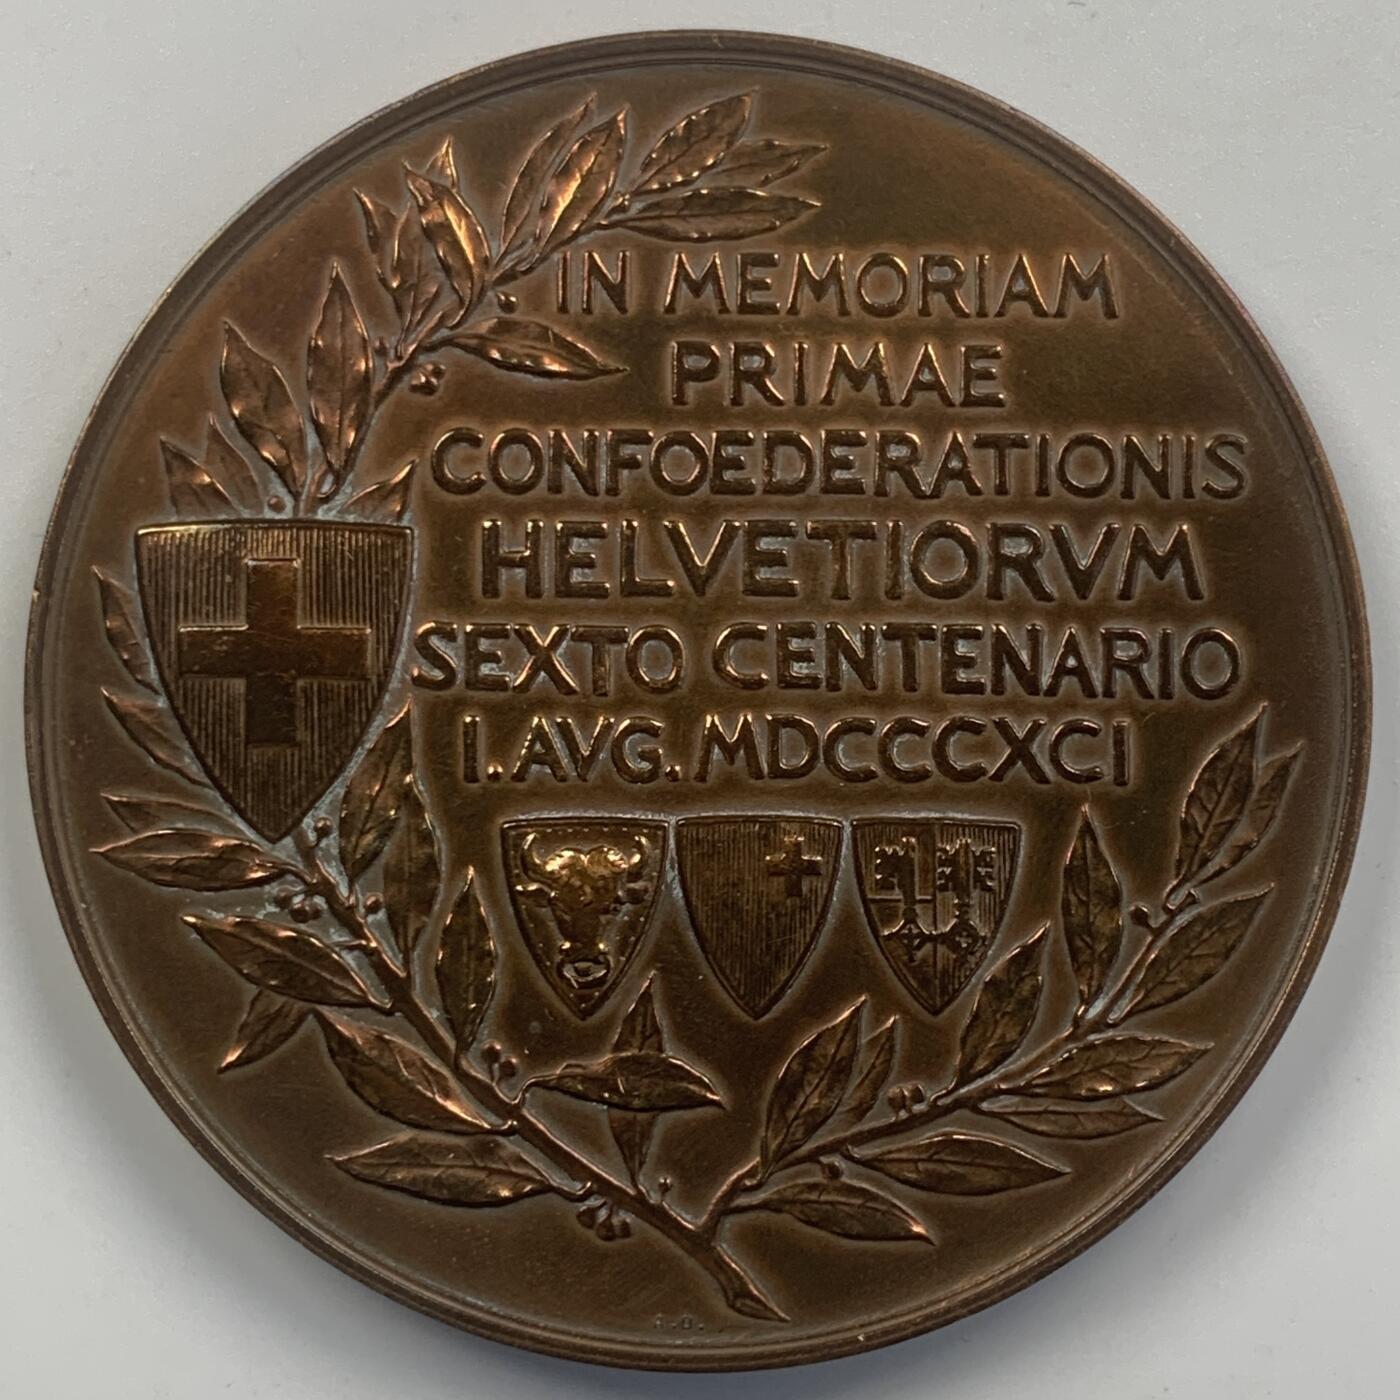 IN MEMORIAM
PRIMAE
CONFOEDERATIONIS
HELVETIORVM
SEXTO CENTENARIO
I. AVG. MDCCCXCI